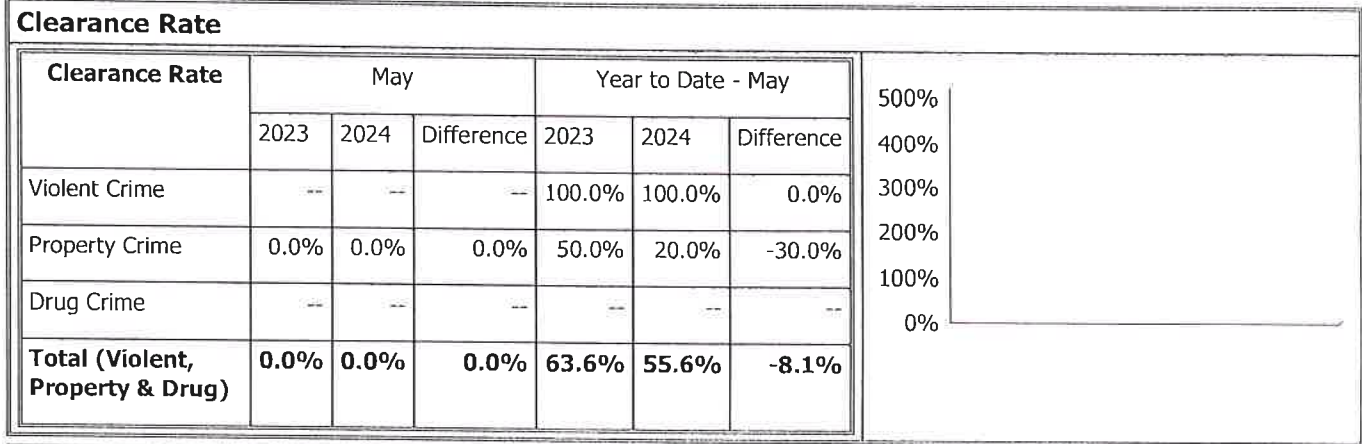 Clearance Rate
Clearance Rate May Year to Date - May
2023 2024 Difference 2023 2024 Difference
Violent Crime -- -- -- 100.0% 100.0% 0.0%
Property Crime 0.0% 0.0% 0.0% 50.0% 20.0% -30.0%
Drug Crime -- -- -- -- -- --
Total (Violent, 0.0% 0.0% 0.0% 63.6% 55.6% -8.1%
Property & Drug)
500%
400%
300%
200%
100%
0%